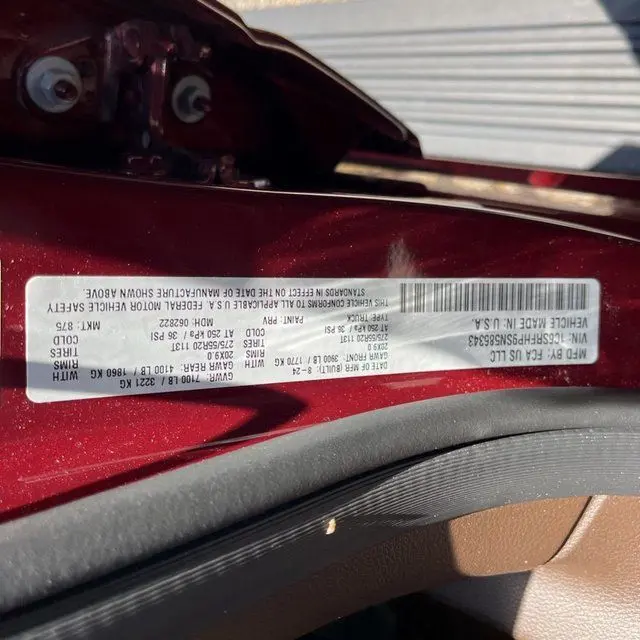 MFD. BY: FCA US LLC DATE OF MFR (BUILT): 8-24 GVWR: 7100 LB / 3221 KG
GAWR FRONT: 3900 LB / 1770 KG GAWR REAR: 4100 LB / 1860 KG WITH
20X9.0 20X9.0 RIMS
275/55R20 113T 275/55R20 113T TIRES
AT 250 kPa / 36 PSI COLD AT 250 kPa / 36 PSI COLD
VIN: 1C6SRFHP9SN563343
VEHICLE MADE IN U.S.A.
TYPE: TRUCK PAINT: PRV MDH: 062822 MKT: 875
THIS VEHICLE CONFORMS TO ALL APPLICABLE U.S.A. FEDERAL MOTOR VEHICLE SAFETY
STANDARDS IN EFFECT ON THE DATE OF MANUFACTURE SHOWN ABOVE.